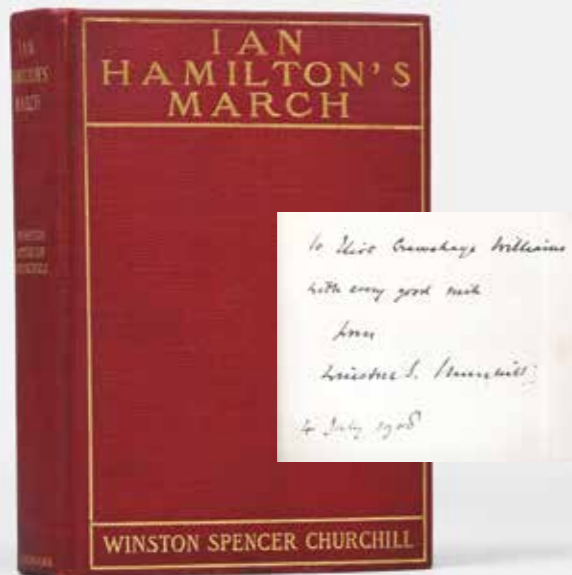 IAN
HAMILTON'S
MARCH
IAN
HAMILTON'S
MARCH
WINSTON
SPENCER
CHURCHILL
To Eliot Crawshay Williams
with every good wish
from
Winston S. Churchill
4 July 1908
WINSTON SPENCER CHURCHILL